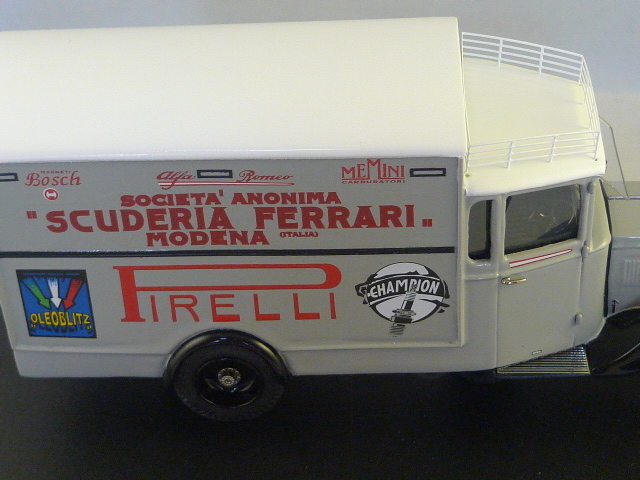 MAGNETI
Bosch
Alfa Romeo
MEMINI
CARBURATORI
SOCIETA' ANONIMA
"SCUDERIA FERRARI"
MODENA (ITALIA)
PIRELLI
CHAMPION
"OLEOBLITZ"